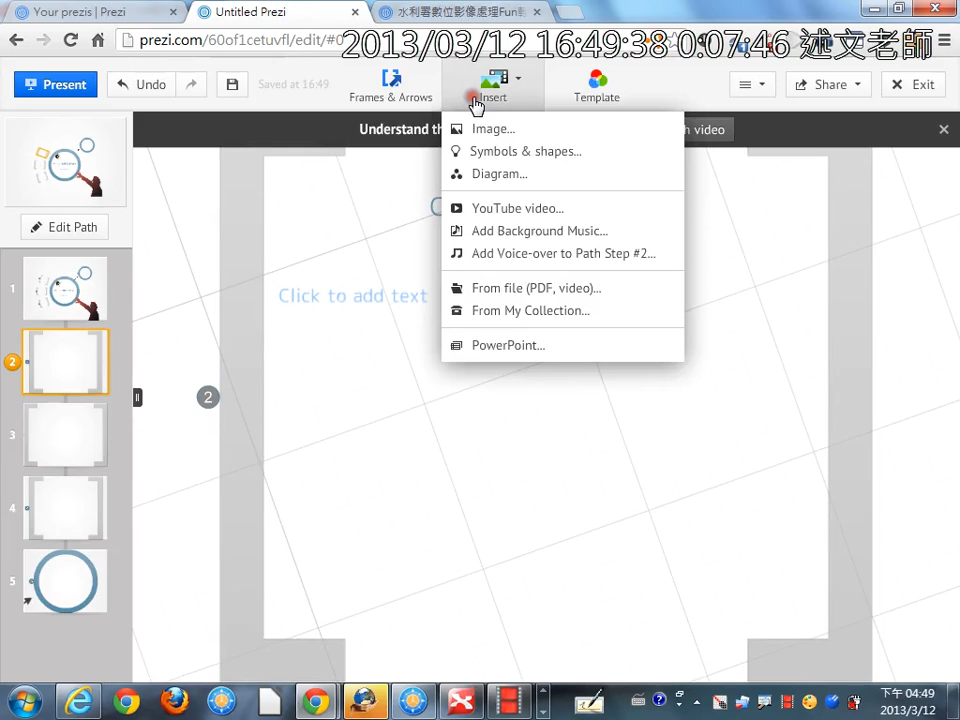 Your prezis | Prezi
Untitled Prezi
水利署數位影像處理Fun輕
prezi.com/60of1cetuvfl/edit/#0
2013/03/12 16:49:38 0:07:46 述文老師
Present
Undo
Saved at 16:49
Frames & Arrows
Insert
Template
Share
Exit
Understand th
h video
Image...
Symbols & shapes...
Diagram...
YouTube video...
Add Background Music...
Add Voice-over to Path Step #2...
From file (PDF, video)...
From My Collection...
PowerPoint...
Edit Path
1
2
3
4
5
C
Click to add text
2
下午 04:49
2013/3/12